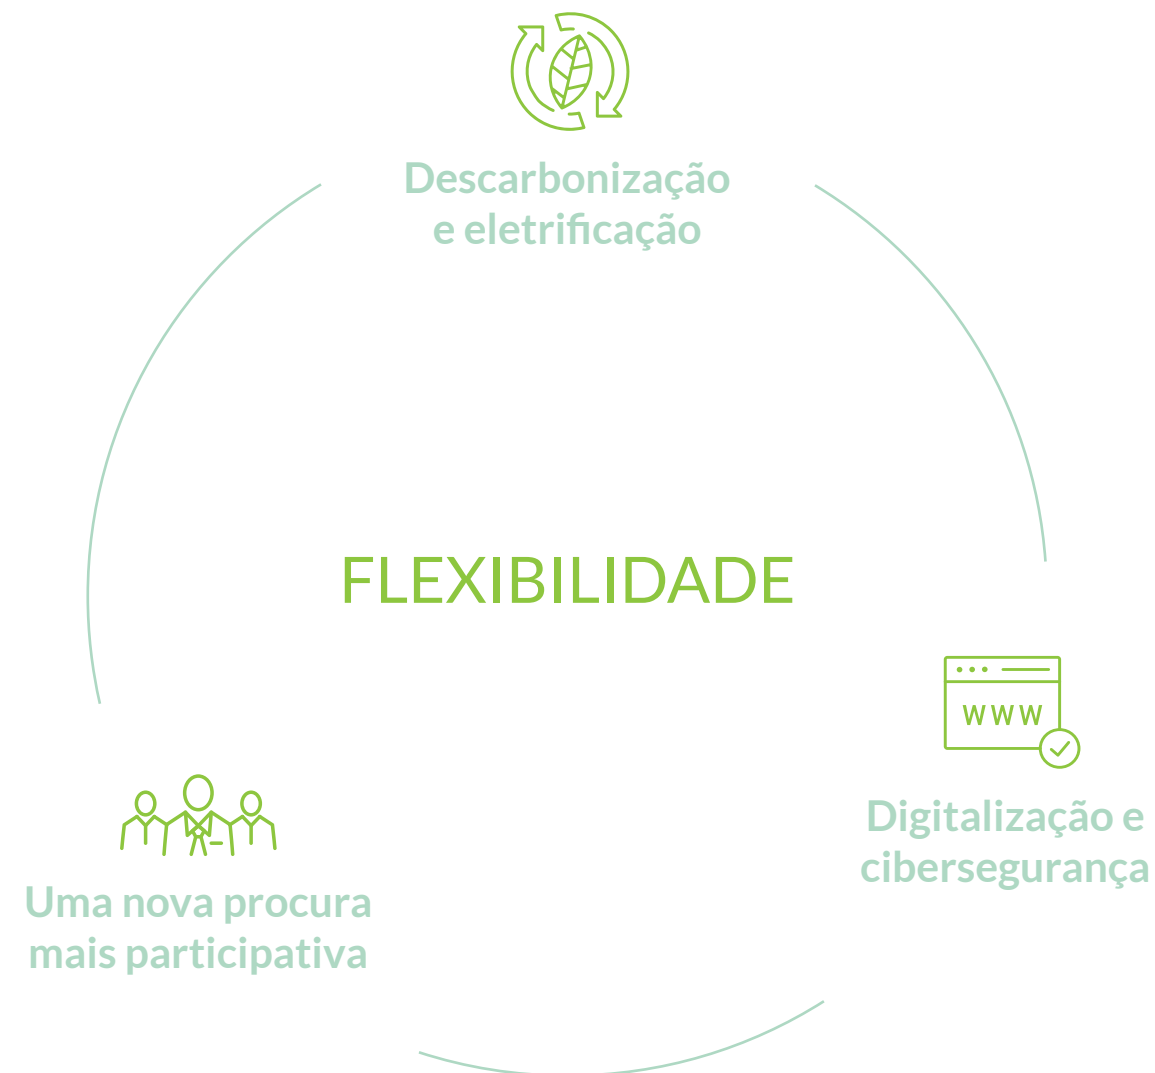 Descarbonização
e eletrificação
FLEXIBILIDADE
WWW
Digitalização e
cibersegurança
Uma nova procura
mais participativa